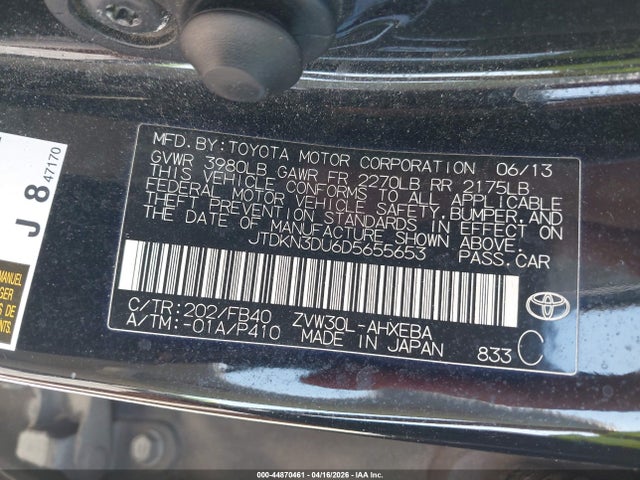 MFD.BY: TOYOTA MOTOR CORPORATION 06/13
GVWR 3980LB GAWR FR 2270LB RR 2175LB
THIS VEHICLE CONFORMS TO ALL APPLICABLE
FEDERAL MOTOR VEHICLE SAFETY, BUMPER, AND
THEFT PREVENTION STANDARDS IN EFFECT ON
THE DATE OF MANUFACTURE SHOWN ABOVE.
JTDKN3DU6D5655653 PASS.CAR
C/TR: 202/FB40 ZVW30L-AHXEBA
A/TM: -01A/P410 MADE IN JAPAN 833 C
J 8 47170
000-44870461 - 04/16/2026 - IAAI.COM